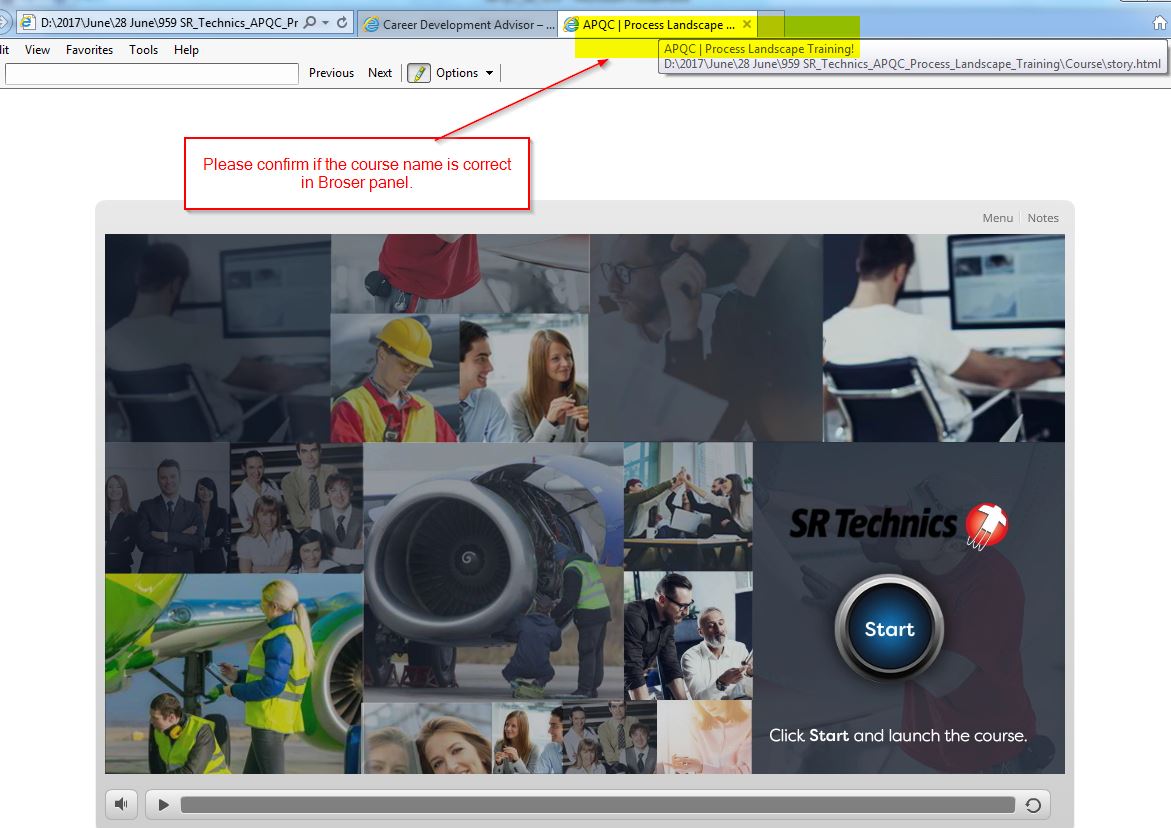 D:\2017\June\28 June\959 SR_Technics_APQC_Pr
Career Development Advisor – ...
APQC | Process Landscape ...
it View Favorites Tools Help
APQC | Process Landscape Training!
D:\2017\June\28 June\959 SR_Technics_APQC_Process_Landscape_Training\Course\story.html
Previous Next Options
Please confirm if the course name is correct
in Broser panel.
Menu Notes
SR Technics
Start
Click Start and launch the course.